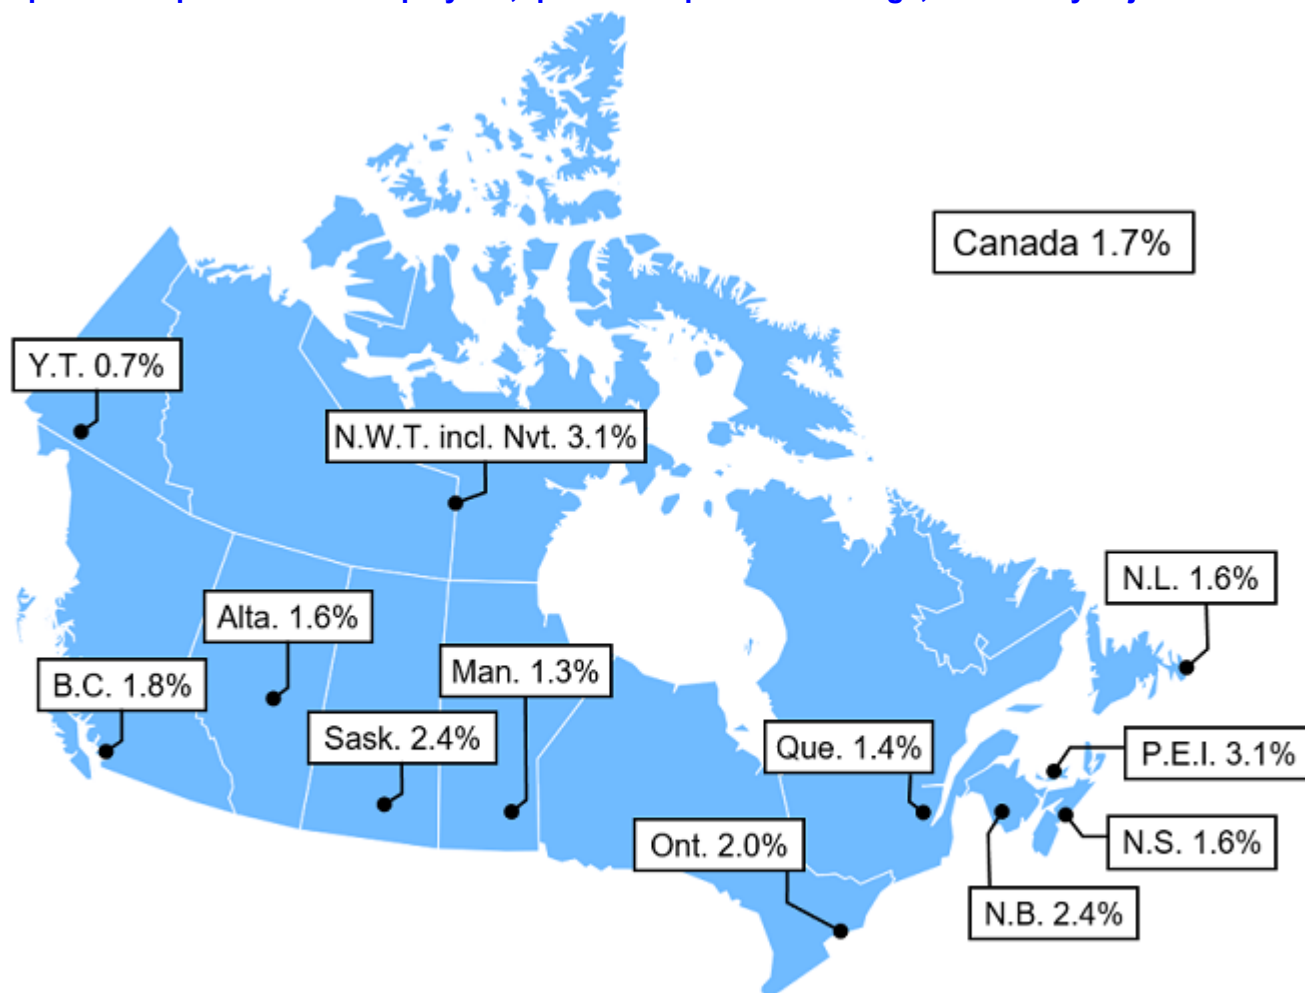 Canada 1.7%
Y.T. 0.7%
N.W.T. incl. Nvt. 3.1%
N.L. 1.6%
Alta. 1.6%
Man. 1.3%
B.C. 1.8%
Sask. 2.4%
Que. 1.4%
P.E.I. 3.1%
Ont. 2.0%
N.S. 1.6%
N.B. 2.4%